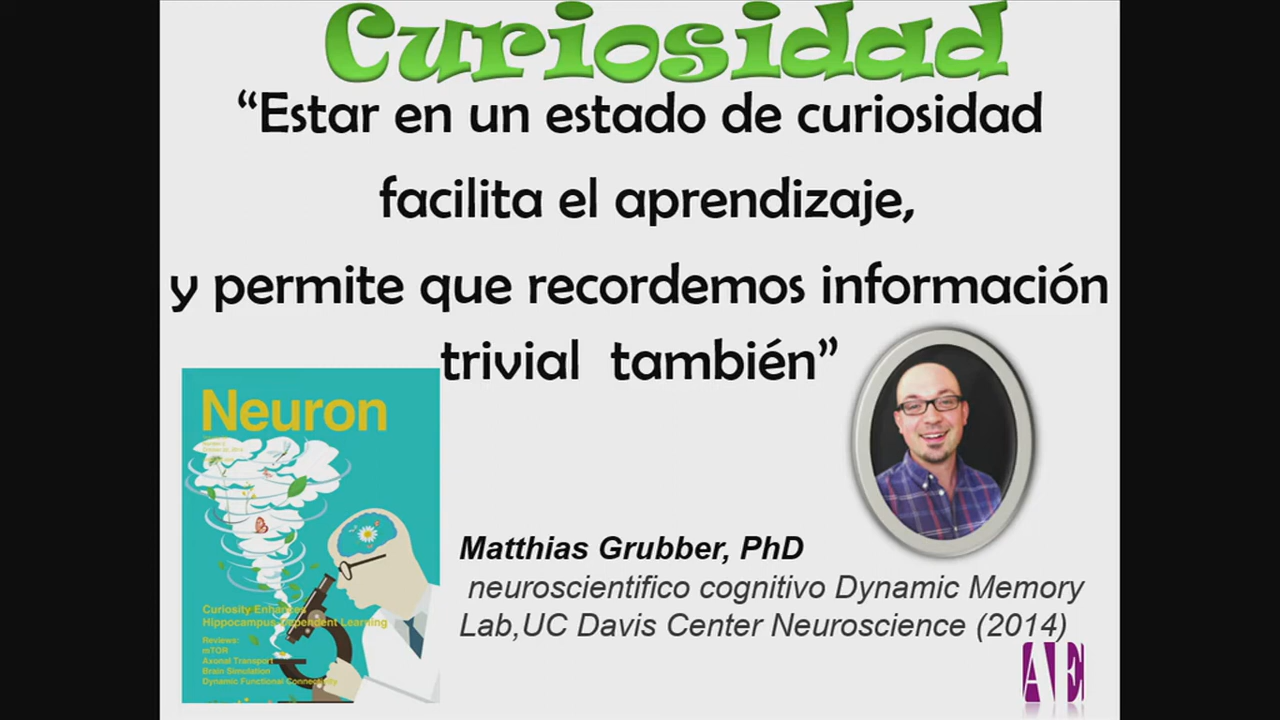 Curiosidad
“Estar en un estado de curiosidad
facilita el aprendizaje,
y permite que recordemos información
trivial también”
Neuron
Curiosity Enhances
Hippocampus-Dependent Learning
Reviews:
mTOR
Axonal Transport
Brain Simulation
Dynamic Functional Connectivity
Matthias Grubber, PhD
neuroscientifico cognitivo Dynamic Memory
Lab,UC Davis Center Neuroscience (2014)
AE